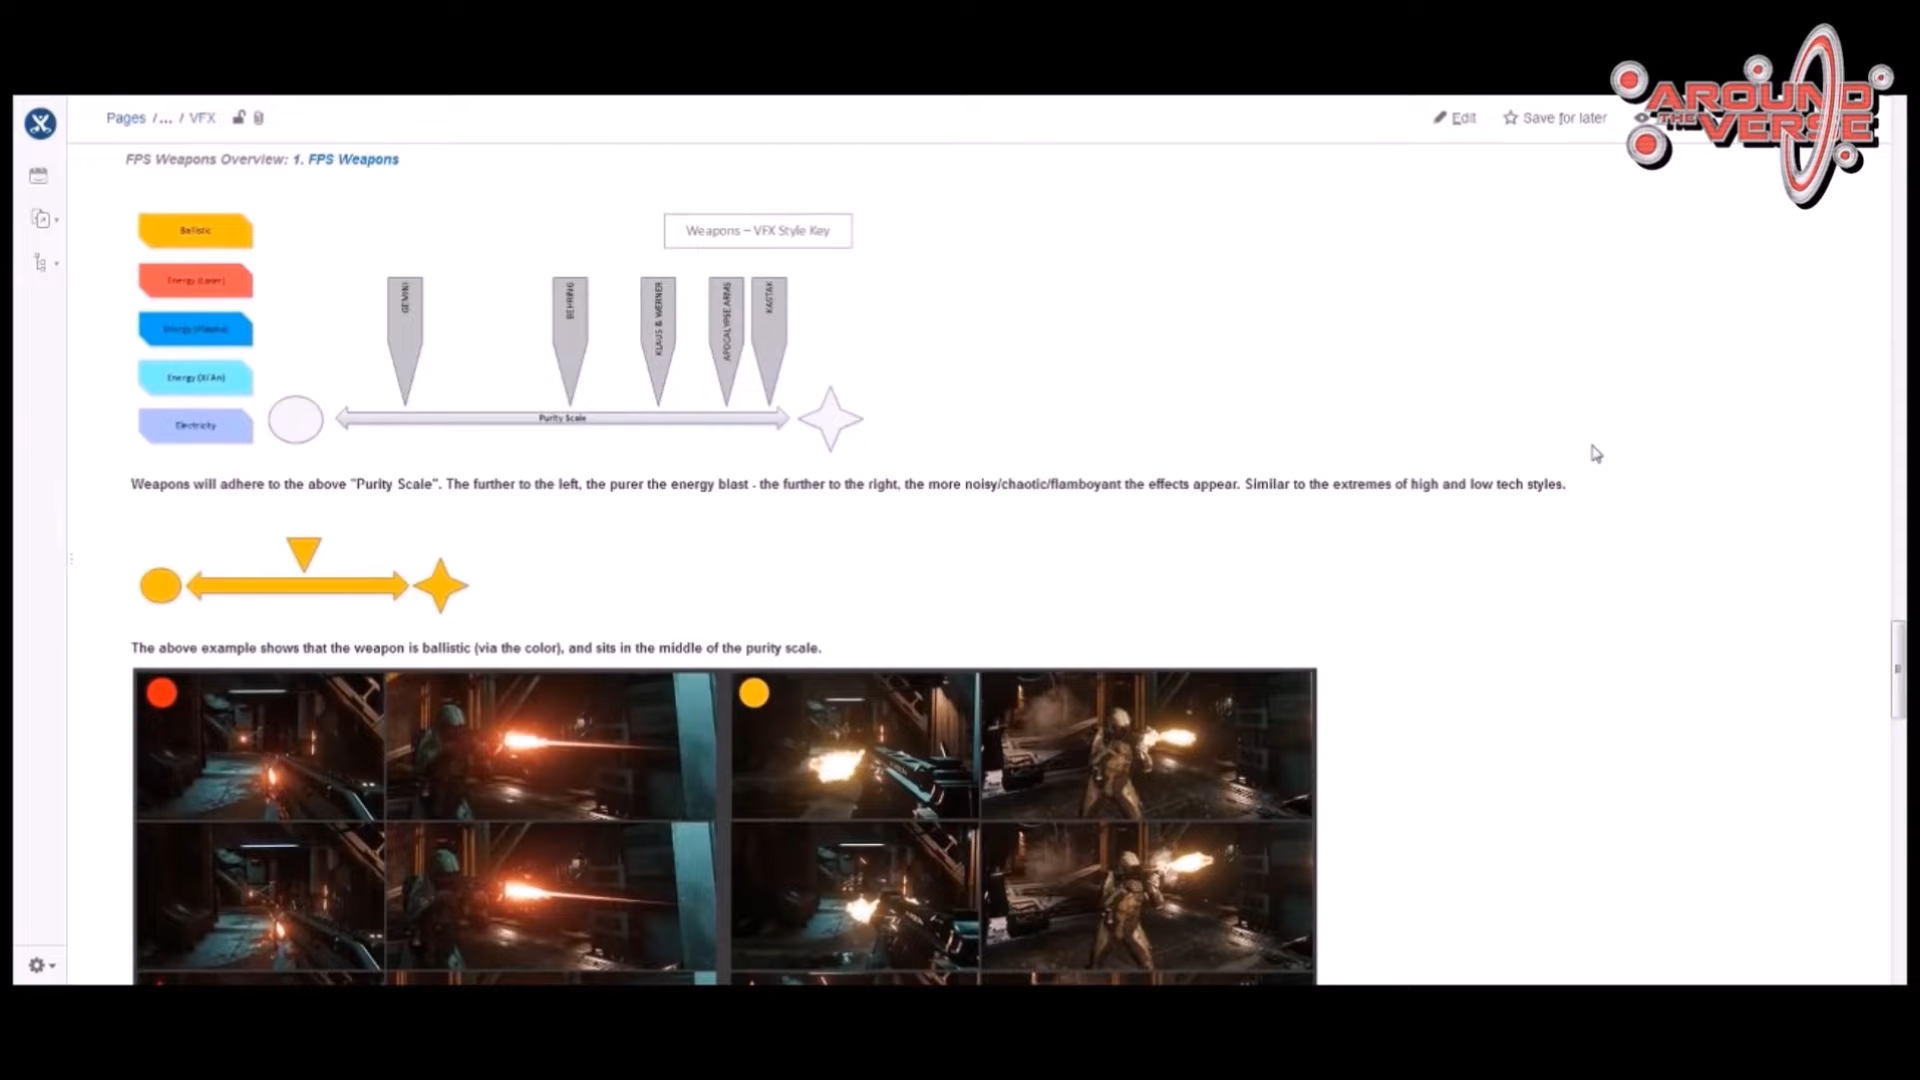 AROUND
THE VERSE
Pages / ... / VFX
Edit
Save for later
FPS Weapons Overview: 1. FPS Weapons
Ballistic
Weapons – VFX Style Key
Energy (Laser)
GEMINI
BEHRING
KLAUS & WERNER
APOCALYPSE ARMS
KASTAK
Energy (Plasma)
Energy (Xi'An)
Electricity
Purity Scale
Weapons will adhere to the above "Purity Scale". The further to the left, the purer the energy blast - the further to the right, the more noisy/chaotic/flamboyant the effects appear. Similar to the extremes of high and low tech styles.
The above example shows that the weapon is ballistic (via the color), and sits in the middle of the purity scale.